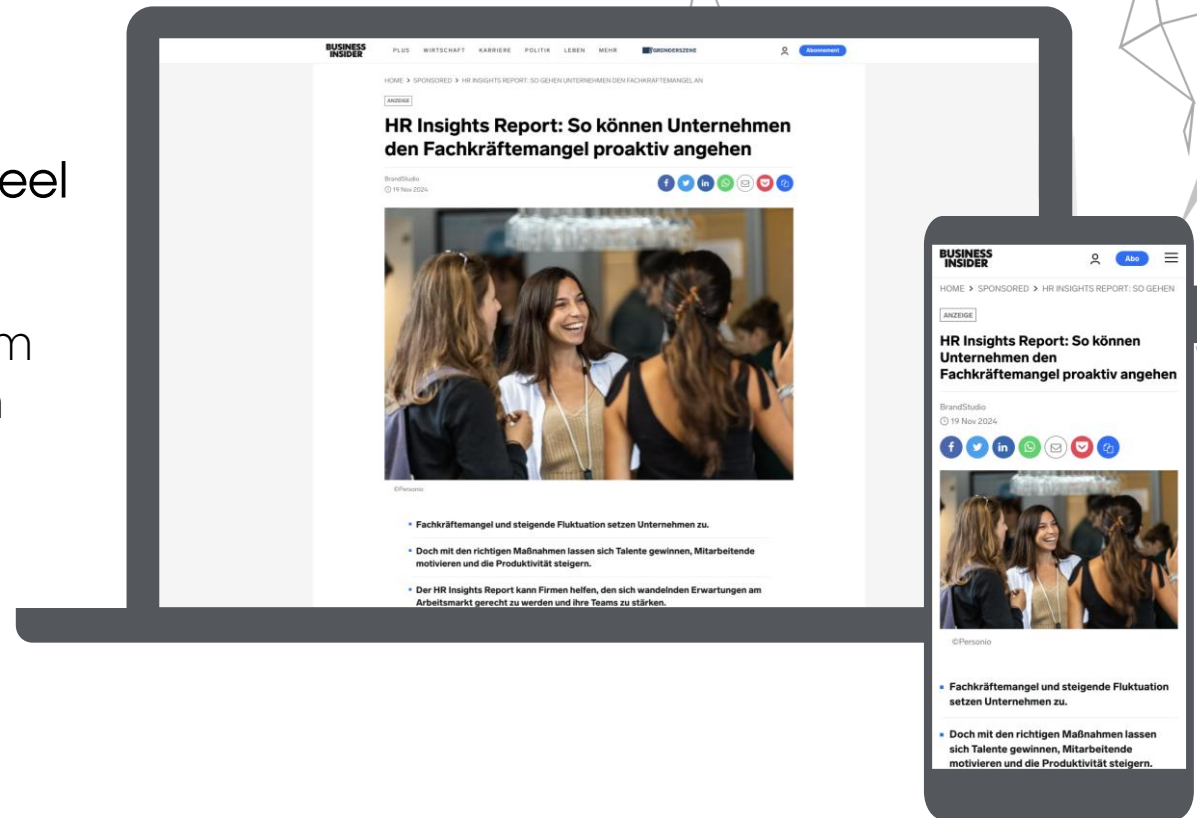 eel
m
BUSINESS
INSIDER
PLUS WIRTSCHAFT KARRIERE POLITIK LEBEN MEHR GRÜNDERSZENE Abonnement
HOME > SPONSORED > HR INSIGHTS REPORT: SO GEHEN UNTERNEHMEN DEN FACHKRÄFTEMANGEL AN
ANZEIGE
HR Insights Report: So können Unternehmen
den Fachkräftemangel proaktiv angehen
BrandStudio
19 Nov 2024
©Personio
Fachkräftemangel und steigende Fluktuation setzen Unternehmen zu.
Doch mit den richtigen Maßnahmen lassen sich Talente gewinnen, Mitarbeitende
motivieren und die Produktivität steigern.
Der HR Insights Report kann Firmen helfen, den sich wandelnden Erwartungen am
Arbeitsmarkt gerecht zu werden und ihre Teams zu stärken.
BUSINESS
INSIDER
Abo
HOME > SPONSORED > HR INSIGHTS REPORT: SO GEHEN
ANZEIGE
HR Insights Report: So können
Unternehmen den
Fachkräftemangel proaktiv angehen
BrandStudio
19 Nov 2024
©Personio
Fachkräftemangel und steigende Fluktuation
setzen Unternehmen zu.
Doch mit den richtigen Maßnahmen lassen
sich Talente gewinnen, Mitarbeitende
motivieren und die Produktivität steigern.